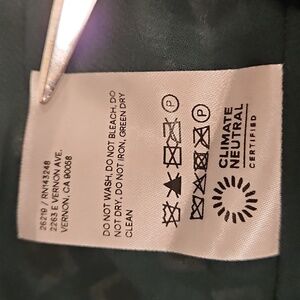 26219 / RN143248
2263 E VERNON AVE,
VERNON, CA 90058
DO NOT WASH, DO NOT BLEACH, DO
NOT DRY, DO NOT IRON, GREEN DRY
CLEAN
P
P
CLIMATE
NEUTRAL
CERTIFIED